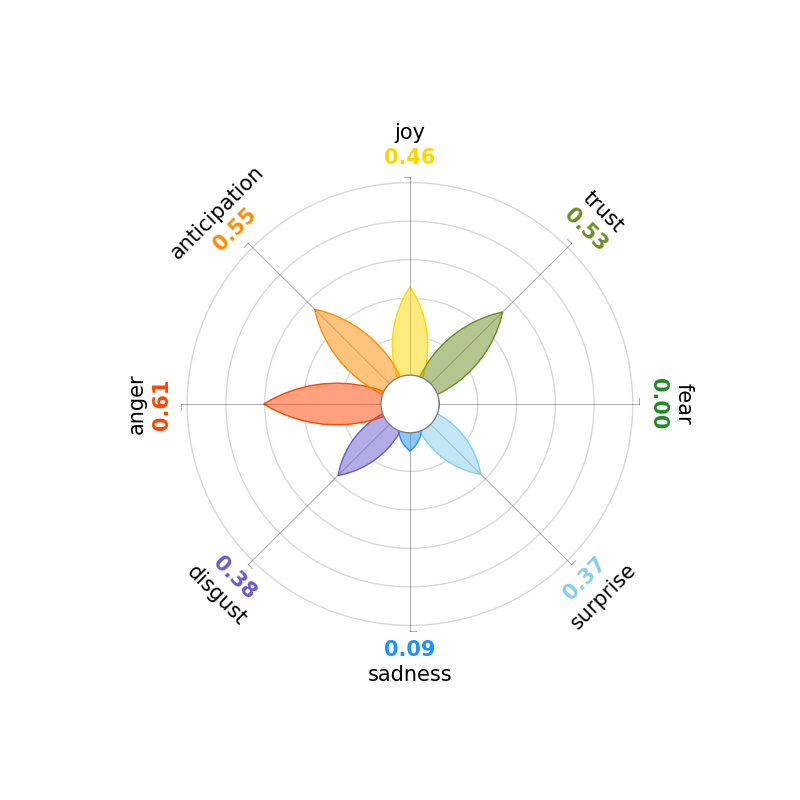 joy
0.46
trust
0.53
fear
0.00
surprise
0.37
sadness
0.09
disgust
0.38
anger
0.61
anticipation
0.55